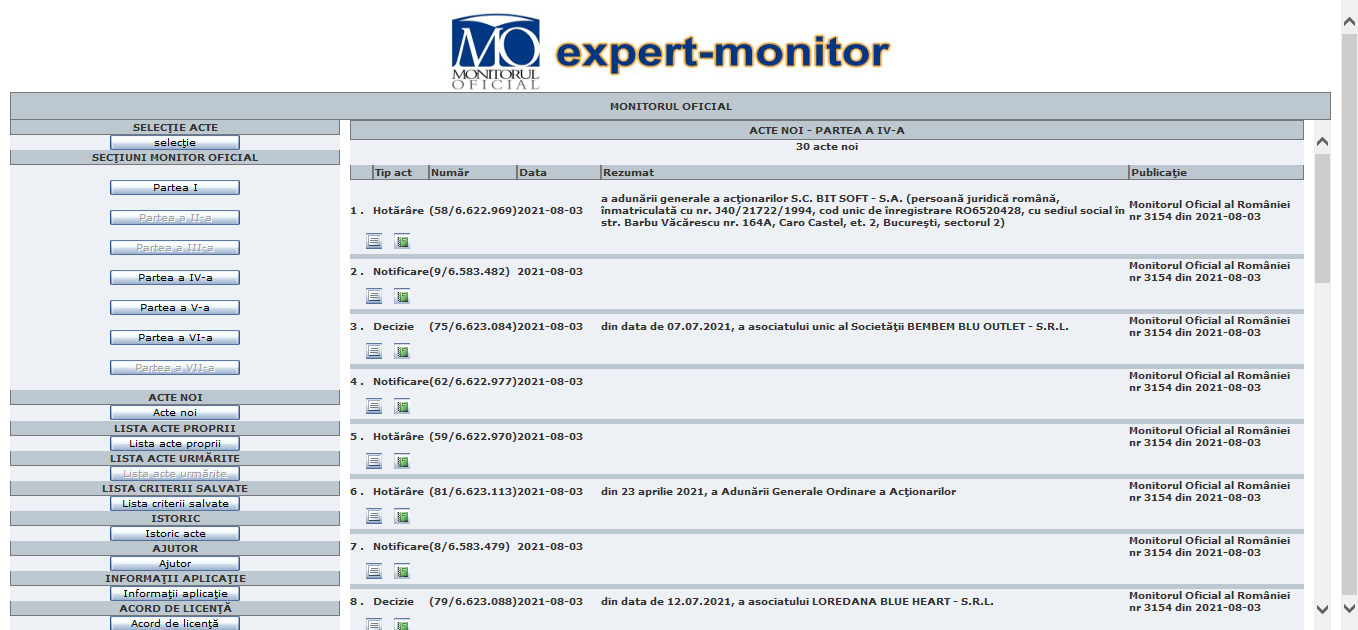 MO
MONITORUL
OFICIAL
expert-monitor
MONITORUL OFICIAL
SELECŢIE ACTE
selecţie
SECŢIUNI MONITOR OFICIAL
Partea I
Partea a II-a
Partea a III-a
Partea a IV-a
Partea a V-a
Partea a VI-a
Partea a VII-a
ACTE NOI
Acte noi
LISTA ACTE PROPRII
Lista acte proprii
LISTA ACTE URMĂRITE
Lista acte urmărite
LISTA CRITERII SALVATE
Lista criterii salvate
ISTORIC
Istoric acte
AJUTOR
Ajutor
INFORMAŢII APLICAŢIE
Informaţii aplicaţie
ACORD DE LICENŢĂ
Acord de licenţă
ACTE NOI - PARTEA A IV-A
30 acte noi
Tip act Număr Data Rezumat Publicaţie
1 . Hotărâre (58/6.622.969)2021-08-03
a adunării generale a acţionarilor S.C. BIT SOFT - S.A. (persoană juridică română,
înmatriculată cu nr. J40/21722/1994, cod unic de înregistrare RO6520428, cu sediul social în
str. Barbu Văcărescu nr. 164A, Caro Castel, et. 2, Bucureşti, sectorul 2)
Monitorul Oficial al României
nr 3154 din 2021-08-03
2 . Notificare(9/6.583.482) 2021-08-03
Monitorul Oficial al României
nr 3154 din 2021-08-03
3 . Decizie (75/6.623.084)2021-08-03 din data de 07.07.2021, a asociatului unic al Societăţii BEMBEM BLU OUTLET - S.R.L.
Monitorul Oficial al României
nr 3154 din 2021-08-03
4 . Notificare(62/6.622.977)2021-08-03
Monitorul Oficial al României
nr 3154 din 2021-08-03
5 . Hotărâre (59/6.622.970)2021-08-03
Monitorul Oficial al României
nr 3154 din 2021-08-03
6 . Hotărâre (81/6.623.113)2021-08-03 din 23 aprilie 2021, a Adunării Generale Ordinare a Acţionarilor
Monitorul Oficial al României
nr 3154 din 2021-08-03
7 . Notificare(8/6.583.479) 2021-08-03
Monitorul Oficial al României
nr 3154 din 2021-08-03
8 . Decizie (79/6.623.088)2021-08-03 din data de 12.07.2021, a asociatului LOREDANA BLUE HEART - S.R.L.
Monitorul Oficial al României
nr 3154 din 2021-08-03